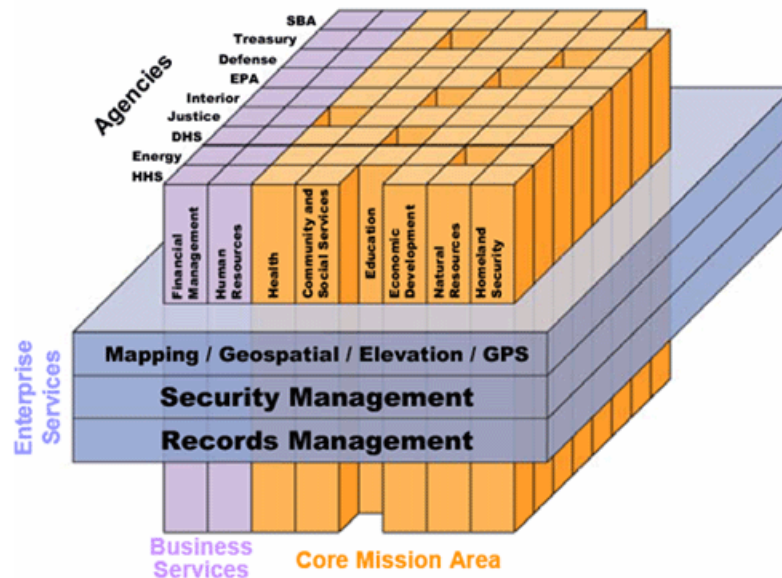 SBA
Treasury
Defense
EPA
Interior
Justice
DHS
Energy
HHS
Agencies
Financial
Management
Human
Resources
Health
Community and
Social Services
Education
Economic
Development
Natural
Resources
Homeland
Security
Enterprise
Services
Mapping / Geospatial / Elevation / GPS
Security Management
Records Management
Business
Services
Core Mission Area